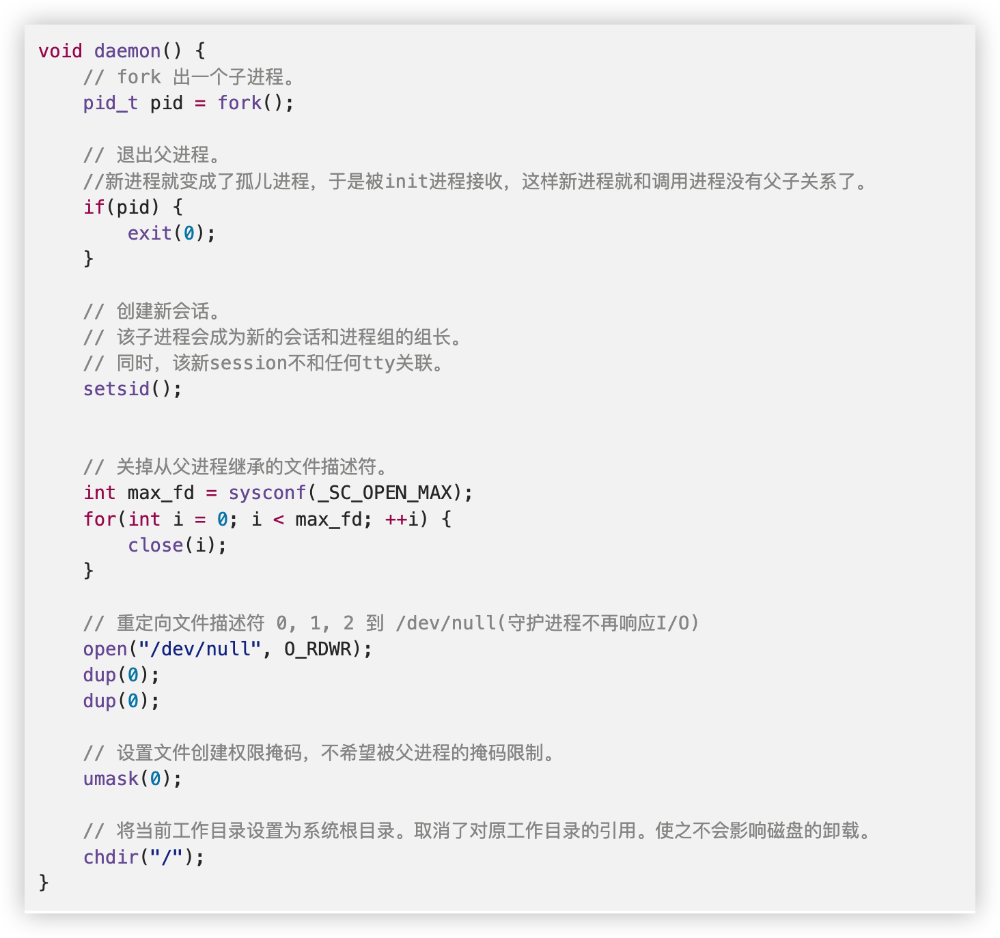 void daemon() {
    // fork 出一个子进程。
    pid_t pid = fork();
    // 退出父进程。
    //新进程就变成了孤儿进程，于是被init进程接收，这样新进程就和调用进程没有父子关系了。
    if(pid) {
        exit(0);
    }
    // 创建新会话。
    // 该子进程会成为新的会话和进程组的组长。
    // 同时，该新session不和任何tty关联。
    setsid();
    // 关掉从父进程继承的文件描述符。
    int max_fd = sysconf(_SC_OPEN_MAX);
    for(int i = 0; i < max_fd; ++i) {
        close(i);
    }
    // 重定向文件描述符 0, 1, 2 到 /dev/null(守护进程不再响应I/O)
    open("/dev/null", O_RDWR);
    dup(0);
    dup(0);
    // 设置文件创建权限掩码，不希望被父进程的掩码限制。
    umask(0);
    // 将当前工作目录设置为系统根目录。取消了对原工作目录的引用。使之不会影响磁盘的卸载。
    chdir("/");
}